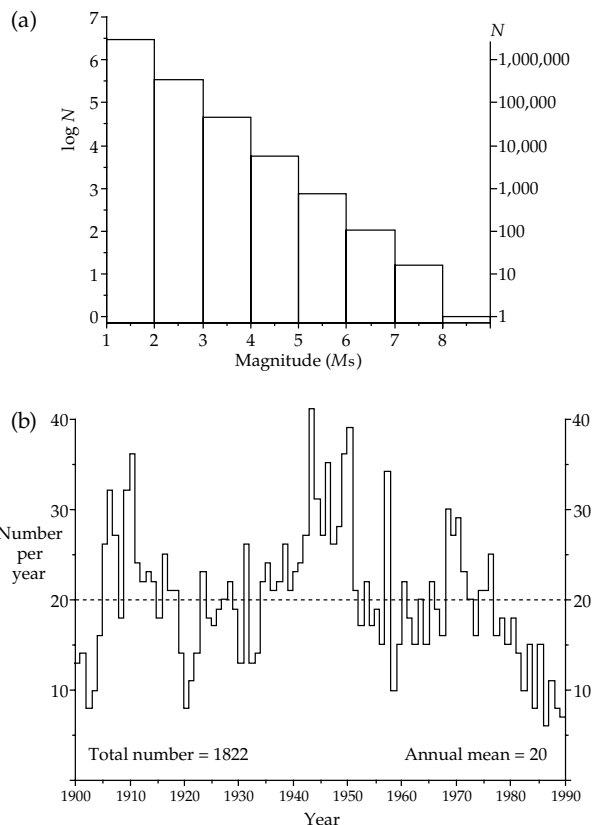 (a)
7
6
5
4
3
2
1
0
log N
N
1,000,000
100,000
10,000
1,000
100
10
1
1 2 3 4 5 6 7 8
Magnitude (Ms)
(b)
40
30
20
10
Number
per
year
40
30
20
10
Total number = 1822 Annual mean = 20
1900 1910 1920 1930 1940 1950 1960 1970 1980 1990
Year